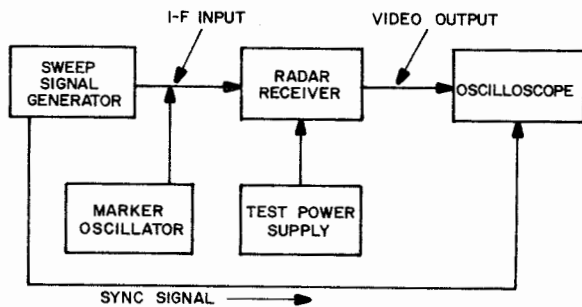 I-F INPUT
VIDEO OUTPUT
SWEEP
SIGNAL
GENERATOR
RADAR
RECEIVER
OSCILLOSCOPE
MARKER
OSCILLATOR
TEST POWER
SUPPLY
SYNC SIGNAL